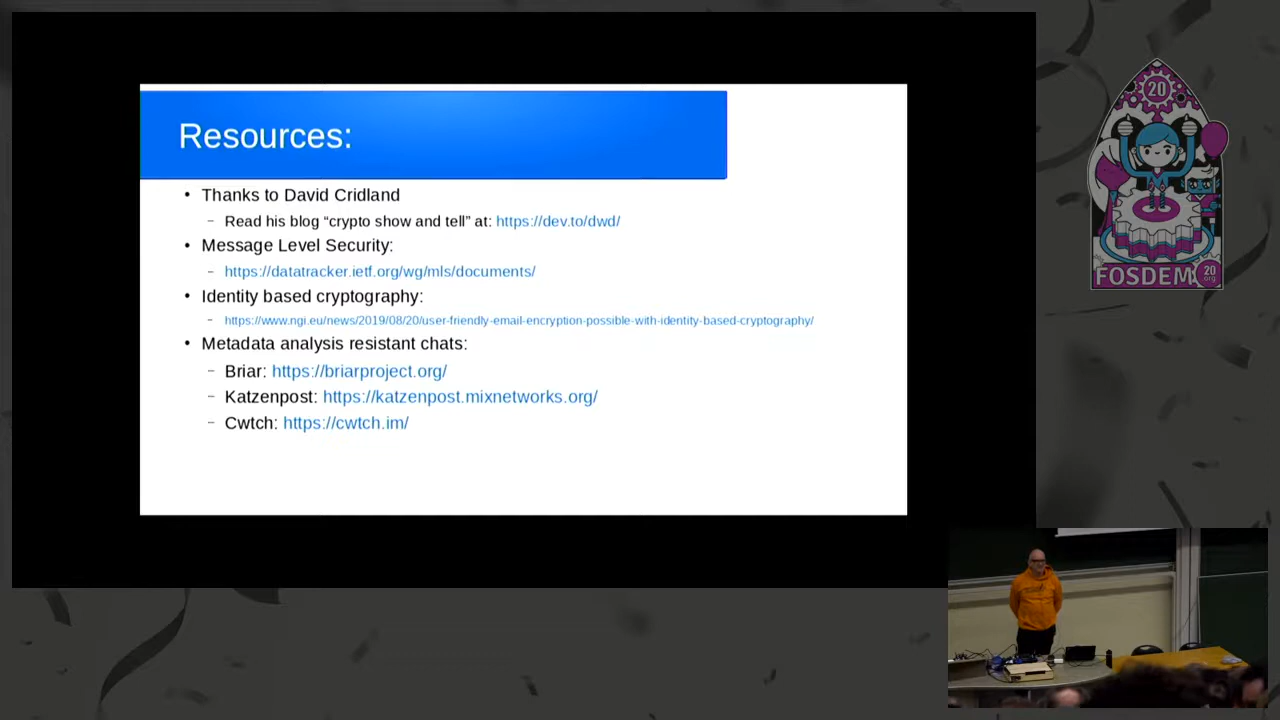 Resources:
Thanks to David Cridland
Read his blog “crypto show and tell” at: https://dev.to/dwd/
Message Level Security:
https://datatracker.ietf.org/wg/mls/documents/
Identity based cryptography:
https://www.ngi.eu/news/2019/08/20/user-friendly-email-encryption-possible-with-identity-based-cryptography/
Metadata analysis resistant chats:
Briar: https://briarproject.org/
Katzenpost: https://katzenpost.mixnetworks.org/
Cwtch: https://cwtch.im/
20
FOSDEM
20
.org